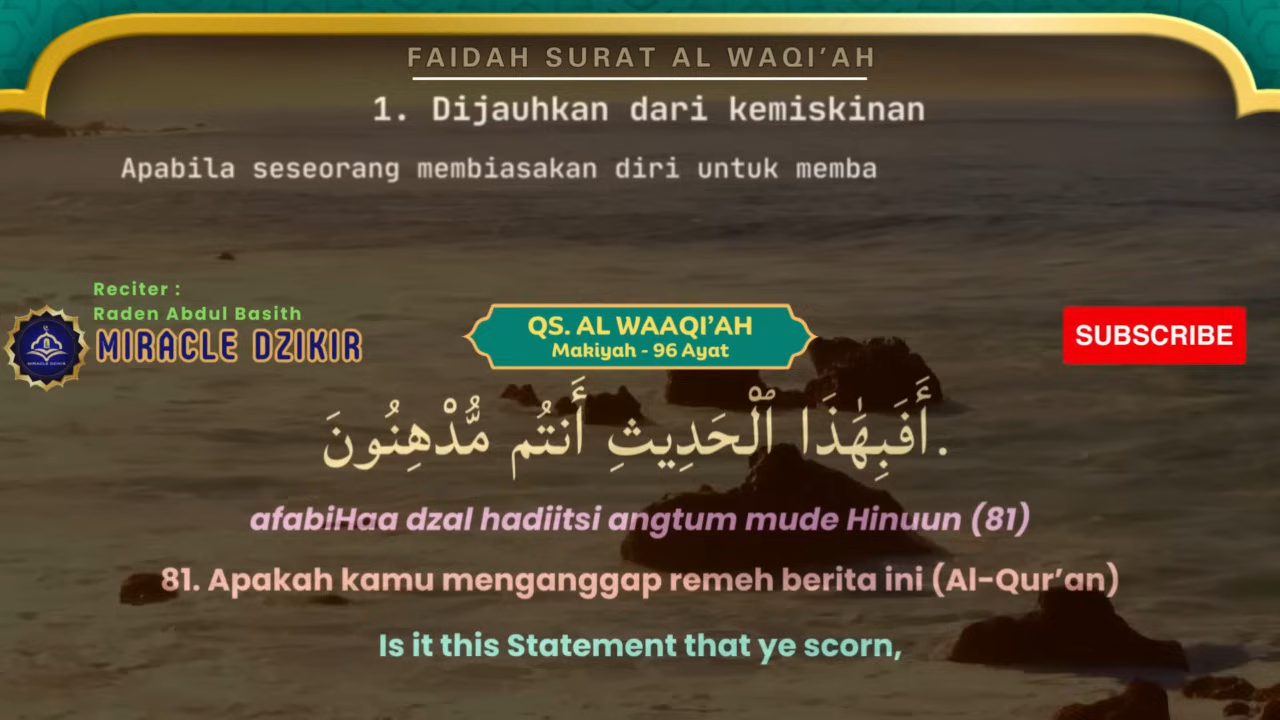 FAIDAH SURAT AL WAQI’AH
1. Dijauhkan dari kemiskinan
Apabila seseorang membiasakan diri untuk memba
Reciter :
Raden Abdul Basith
MIRACLE DZIKIR
QS. AL WAAQI’AH
Makiyah - 96 Ayat
SUBSCRIBE
أَفَبِهَٰذَا ٱلْحَدِيثِ أَنتُم مُّدْهِنُونَ.
afabiHaa dzal hadiitsi angtum mude Hinuun (81)
81. Apakah kamu menganggap remeh berita ini (Al-Qur’an)
Is it this Statement that ye scorn,